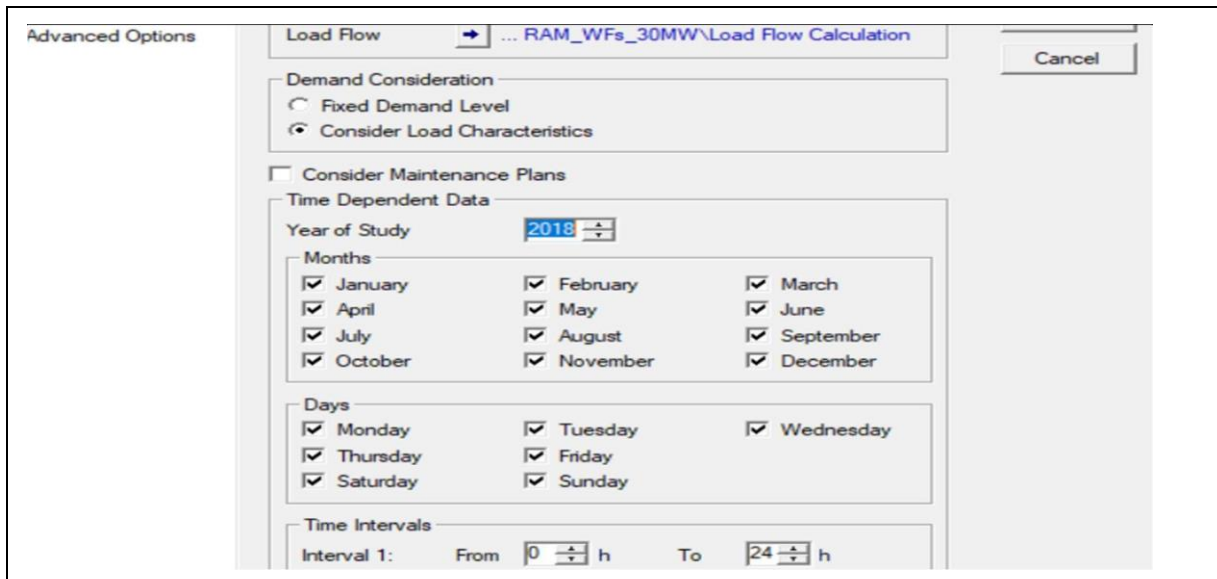 Advanced Options
Load Flow ... RAM_WFs_30MW\Load Flow Calculation
Cancel
Demand Consideration
Fixed Demand Level
Consider Load Characteristics
Consider Maintenance Plans
Time Dependent Data
Year of Study 2018
Months
January February March
April May June
July August September
October November December
Days
Monday Tuesday Wednesday
Thursday Friday
Saturday Sunday
Time Intervals
Interval 1: From 0 h To 24 h